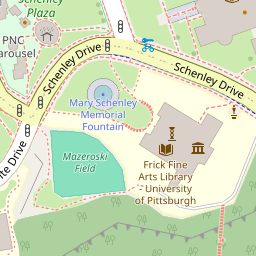 Schenley
Plaza
PNC
Carousel
Schenley Drive
Schenley Drive
Mary Schenley
Memorial
Fountain
Mazeroski
Field
Frick Fine
Arts Library
- University
of Pittsburgh
Drive